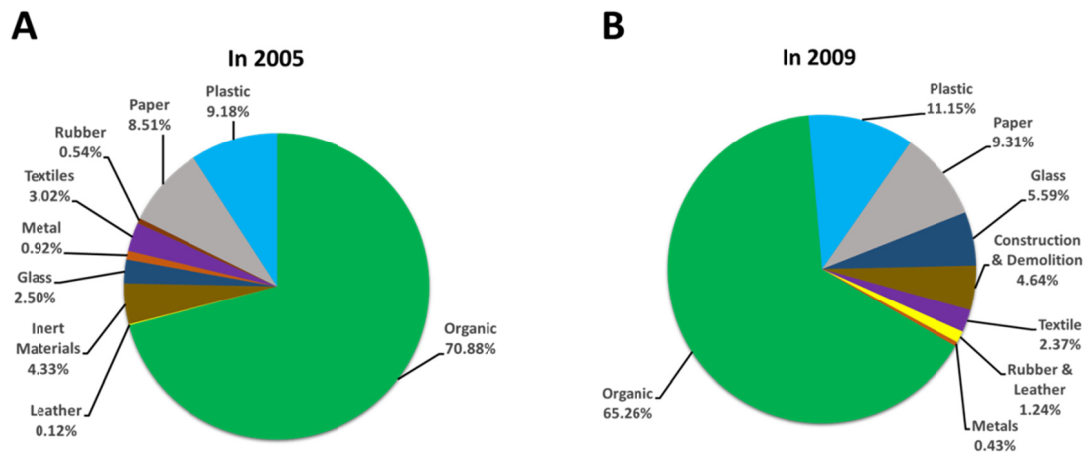 A
In 2005
Plastic
9.18%
Paper
8.51%
Rubber
0.54%
Textiles
3.02%
Metal
0.92%
Glass
2.50%
Inert
Materials
4.33%
Leather
0.12%
Organic
70.88%
B
In 2009
Plastic
11.15%
Paper
9.31%
Glass
5.59%
Construction
& Demolition
4.64%
Textile
2.37%
Rubber &
Leather
1.24%
Metals
0.43%
Organic
65.26%